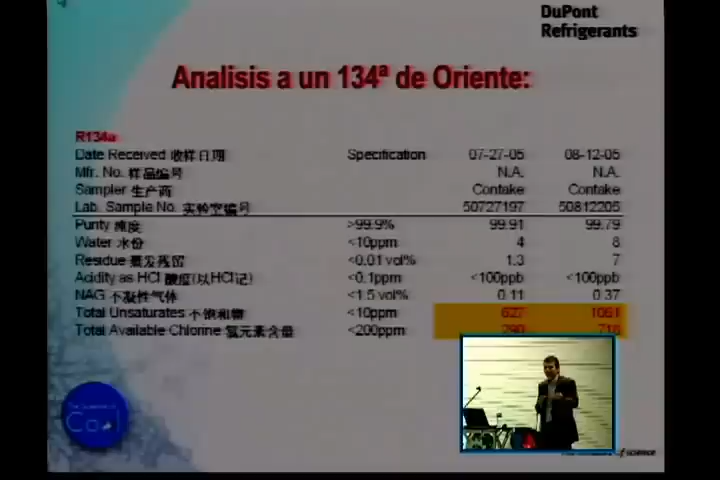 DuPont
Refrigerants
Analisis a un 134ª de Oriente:
R134a
Date Received 收样日期 Specification 07-27-05 08-12-05
Mfr. No. 样品编号 N.A. N.A.
Sampler 生产商 Contake Contake
Lab. Sample No. 实验室编号 50727197 50812205
Purity 纯度 >99.9% 99.91 99.79
Water 水份 <10ppm 4 8
Residue 蒸发残留 <0.01 vol% 1.3 7
Acidity as HCl 酸度(以HCl记) <0.1ppm <100ppb <100ppb
NAG 不凝性气体 <1.5 vol% 0.11 0.37
Total Unsaturates 不饱和物 <10ppm 627 1061
Total Available Chlorine 氯元素含量 <200ppm 290 718
of science